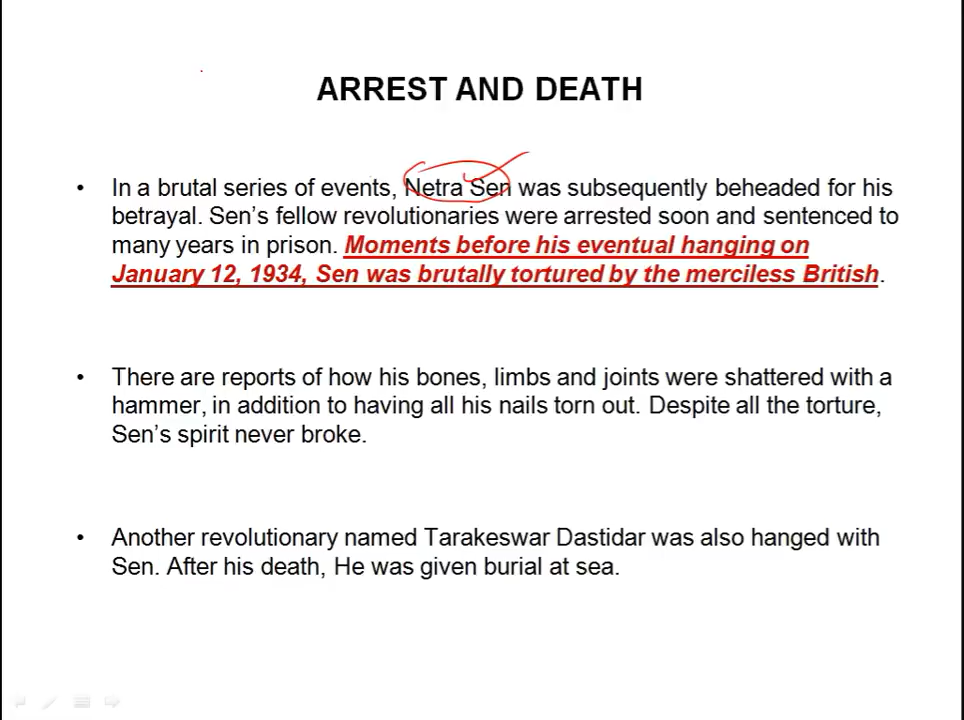 ARREST AND DEATH
• In a brutal series of events, Netra Sen was subsequently beheaded for his
betrayal. Sen's fellow revolutionaries were arrested soon and sentenced to
many years in prison. Moments before his eventual hanging on
January 12, 1934, Sen was brutally tortured by the merciless British.
• There are reports of how his bones, limbs and joints were shattered with a
hammer, in addition to having all his nails torn out. Despite all the torture,
Sen's spirit never broke.
• Another revolutionary named Tarakeswar Dastidar was also hanged with
Sen. After his death, He was given burial at sea.